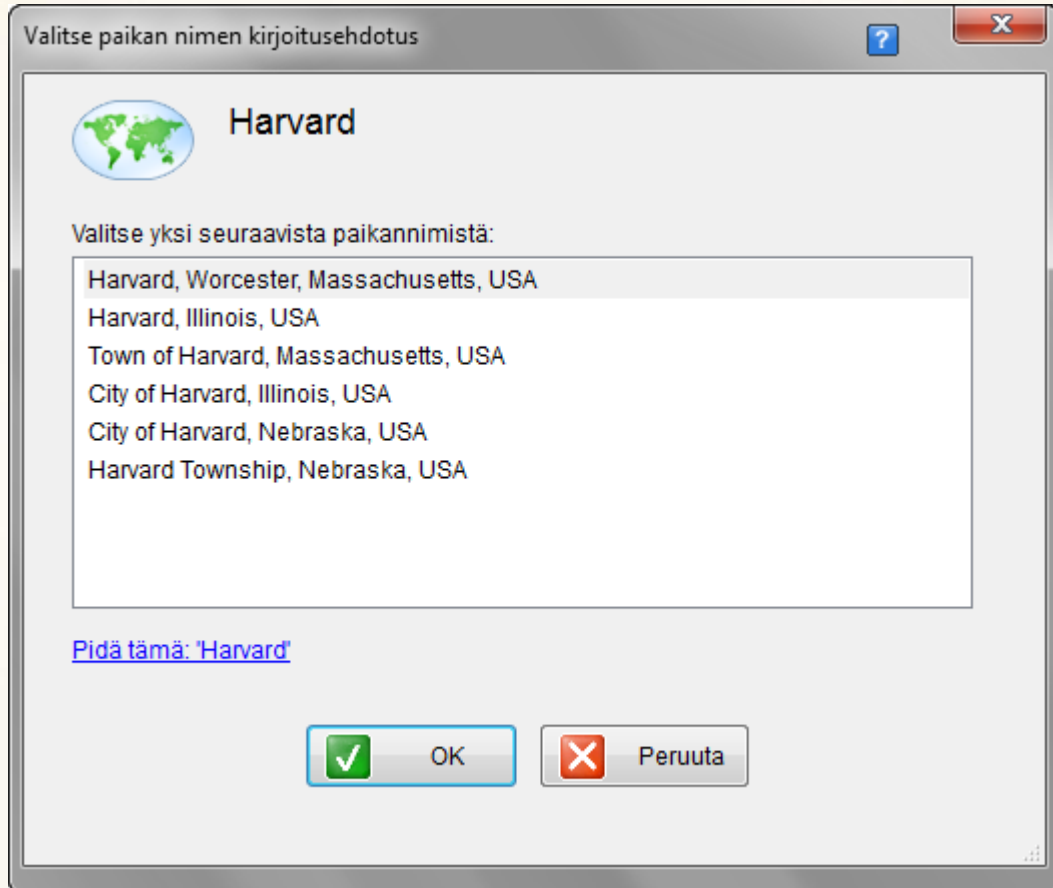 Valitse paikan nimen kirjoitusehdotus
Harvard
Valitse yksi seuraavista paikannimistä:
Harvard, Worcester, Massachusetts, USA
Harvard, Illinois, USA
Town of Harvard, Massachusetts, USA
City of Harvard, Illinois, USA
City of Harvard, Nebraska, USA
Harvard Township, Nebraska, USA
Pidä tämä: 'Harvard'
OK
Peruuta